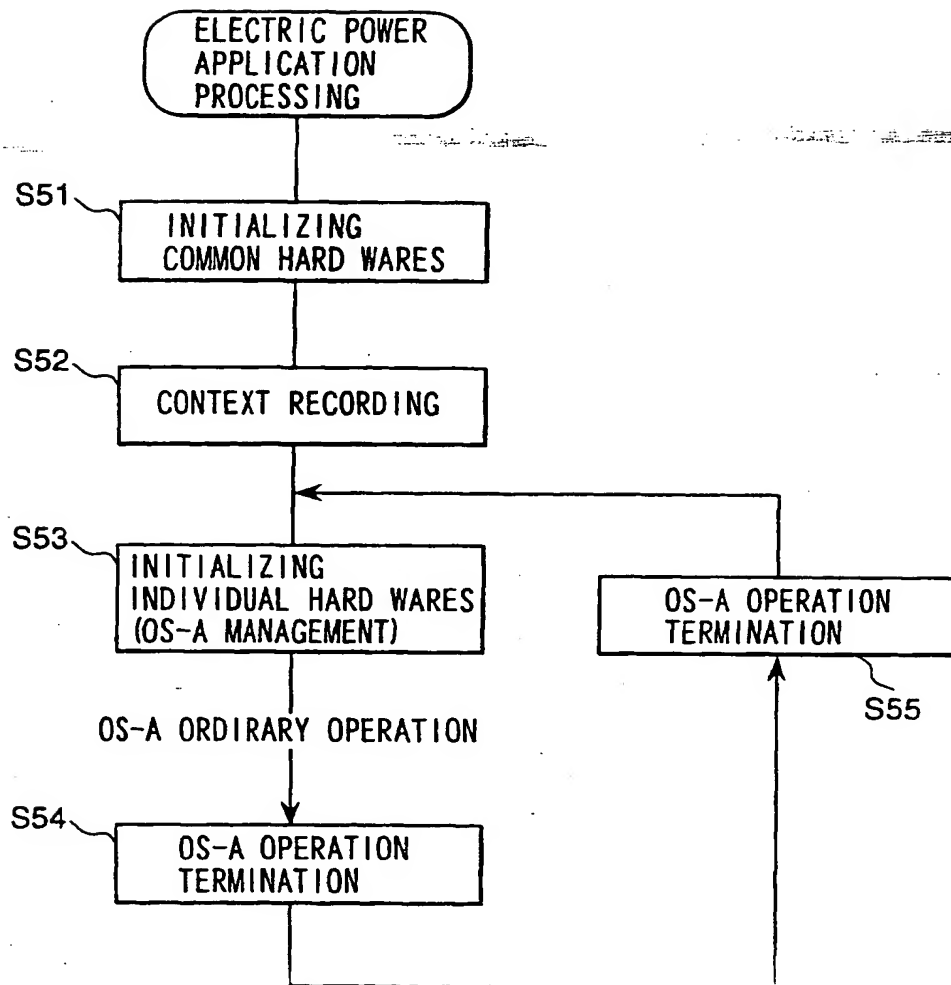 ELECTRIC POWER
APPLICATION
PROCESSING
S51
INITIALIZING
COMMON HARD WARES
S52
CONTEXT RECORDING
S53
INITIALIZING
INDIVIDUAL HARD WARES
(OS-A MANAGEMENT)
OS-A OPERATION
TERMINATION
S55
OS-A ORDIRARY OPERATION
S54
OS-A OPERATION
TERMINATION